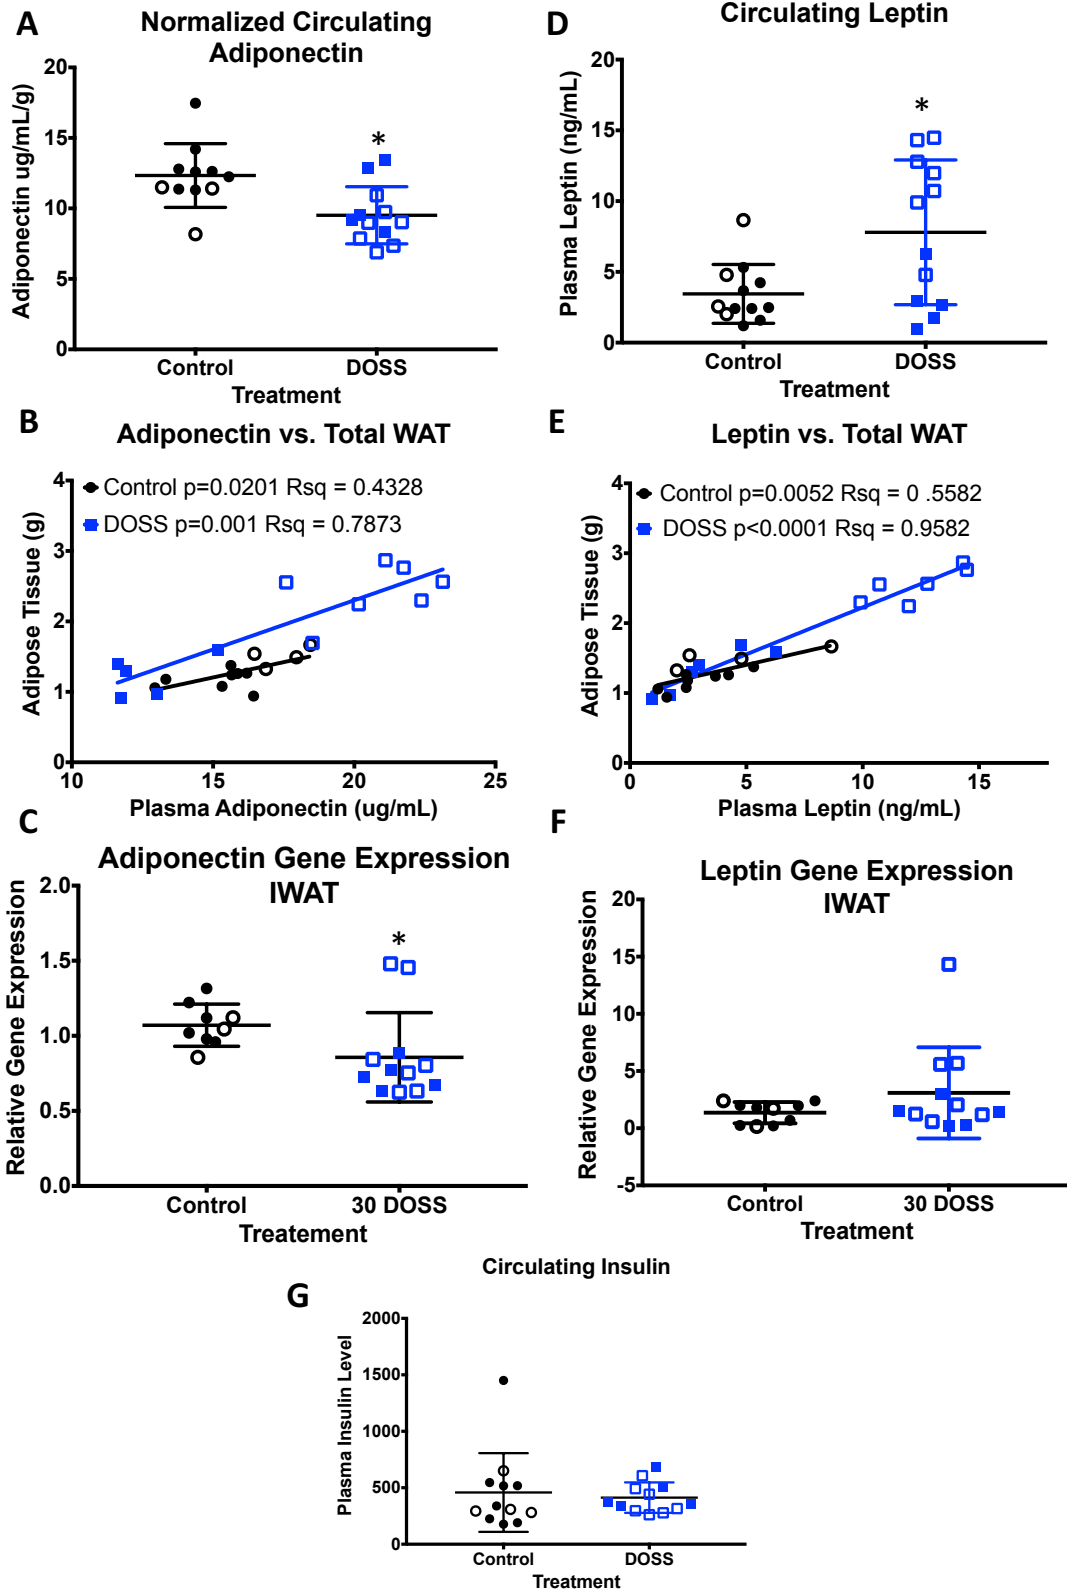 A
Normalized Circulating
Adiponectin
Adiponectin ug/mL/g
20
15
10
5
0
*
Control
DOSS
Treatment
D
Circulating Leptin
Plasma Leptin (ng/mL)
20
15
10
5
0
*
Control
DOSS
Treatment
B
Adiponectin vs. Total WAT
Adipose Tissue (g)
4
3
2
1
0
Control p=0.0201 Rsq = 0.4328
DOSS p=0.001 Rsq = 0.7873
10
15
20
25
Plasma Adiponectin (ug/mL)
E
Leptin vs. Total WAT
Adipose Tissue (g)
4
3
2
1
0
Control p=0.0052 Rsq = 0 .5582
DOSS p<0.0001 Rsq = 0.9582
0
5
10
15
Plasma Leptin (ng/mL)
C
Adiponectin Gene Expression
IWAT
Relative Gene Expression
2.0
1.5
1.0
0.5
0.0
*
Control
30 DOSS
Treatement
F
Leptin Gene Expression
IWAT
Relative Gene Expression
20
15
10
5
0
-5
Control
30 DOSS
Treatment
G
Circulating Insulin
Plasma Insulin Level
2000
1500
1000
500
0
Control
DOSS
Treatment